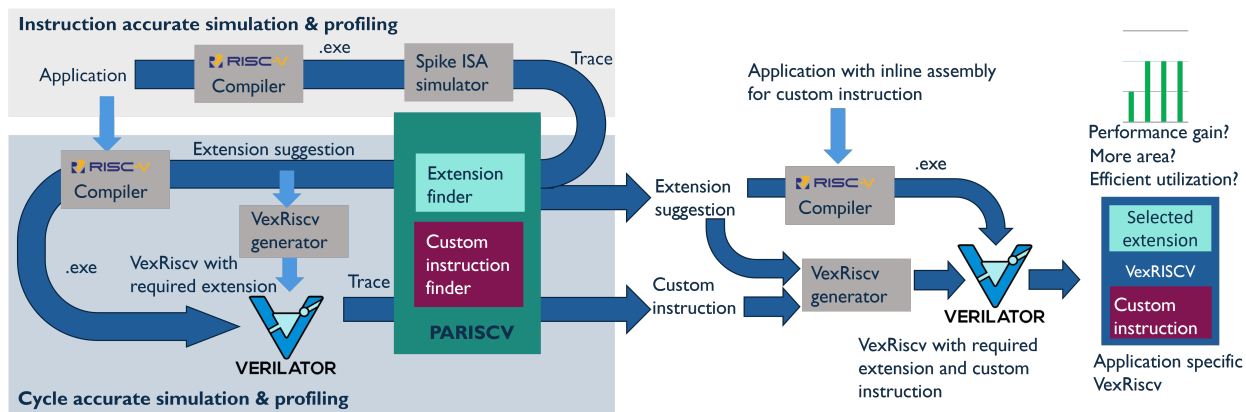 Instruction accurate simulation & profiling
Application
RISC-V
Compiler
.exe
Spike ISA
simulator
Trace
RISC-V
Compiler
Extension suggestion
VexRiscv
generator
.exe
VexRiscv with
required extension
VERILATOR
Trace
Extension
finder
Custom
instruction
finder
PARISCV
Cycle accurate simulation & profiling
Application with inline assembly
for custom instruction
Extension
suggestion
RISC-V
Compiler
.exe
Custom
instruction
VexRiscv
generator
VERILATOR
VexRiscv with required
extension and custom
instruction
Performance gain?
More area?
Efficient utilization?
Selected
extension
VexRISCV
Custom
instruction
Application specific
VexRiscv